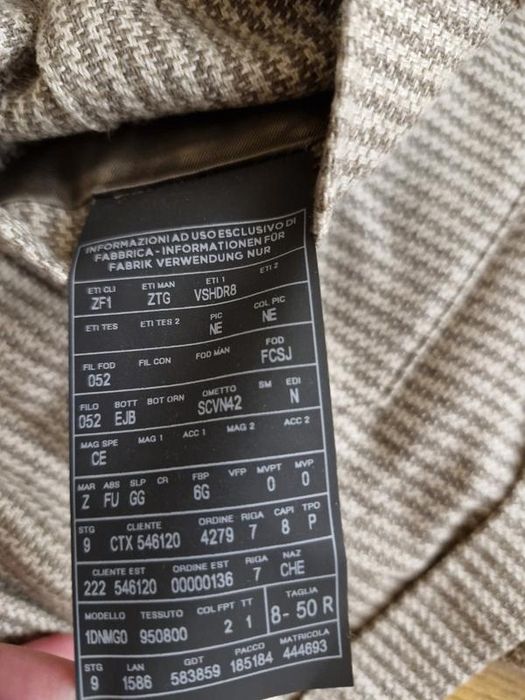 INFORMAZIONI AD USO ESCLUSIVO DI
FABBRICA - INFORMATIONEN FÜR
FABRIK VERWENDUNG NUR
ETI CLI ETI MAN ETI 1 ETI 2
ZF1 ZTG VSHDR8
ETI TES ETI TES 2 PIC COL PIC
NE NE
FIL FOD FIL CON FOD MAN FOD
052 FCSJ
FILO BOTT BOT ORN OMETTO SM EDI
052 EJB SCVN42 N
MAG SPE MAG 1 ACC 1 MAG 2 ACC 2
CE
MAR ABS SLP CR FBP VFP MVPT MVP
Z FU GG 6G 0 0
STG CLIENTE ORDINE RIGA CAPI TPO
9 CTX 546120 4279 7 8 P
CLIENTE EST ORDINE EST RIGA NAZ
222 546120 00000136 7 CHE
MODELLO TESSUTO COL FPT TT TAGLIA
1DNMG0 950800 2 1 8- 50 R
STG LAN GDT PACCO MATRICOLA
9 1586 583859 185184 444693